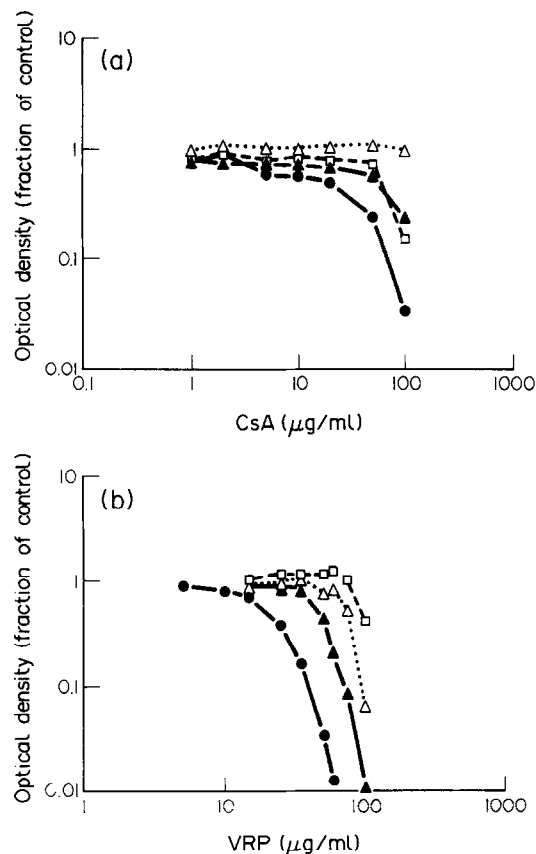 (a)
Optical density (fraction of control)
10
1
0.1
0.01
0.1
1
10
100
1000
CsA (μg/ml)
(b)
Optical density (fraction of control)
10
1
0.1
0.01
1
10
100
1000
VRP (μg/ml)